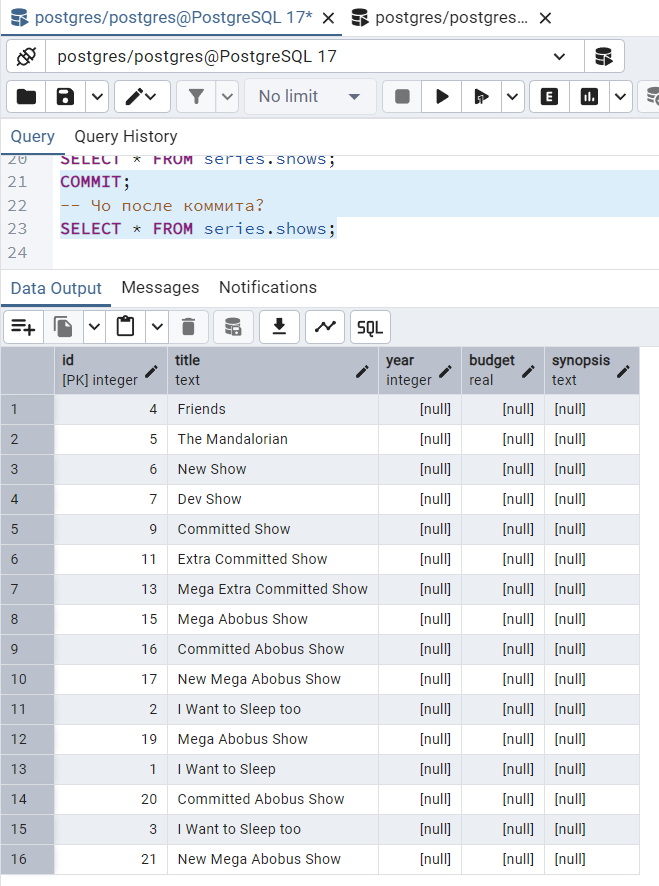 postgres/postgres@PostgreSQL 17* postgres/postgres...
postgres/postgres@PostgreSQL 17
No limit E
Query Query History
20 SELECT * FROM series.shows;
21 COMMIT;
22 -- Чо после коммита?
23 SELECT * FROM series.shows;
24
Data Output Messages Notifications
SQL
id title year budget synopsis
[PK] integer text integer real text
1 4 Friends [null] [null] [null]
2 5 The Mandalorian [null] [null] [null]
3 6 New Show [null] [null] [null]
4 7 Dev Show [null] [null] [null]
5 9 Committed Show [null] [null] [null]
6 11 Extra Committed Show [null] [null] [null]
7 13 Mega Extra Committed Show [null] [null] [null]
8 15 Mega Abobus Show [null] [null] [null]
9 16 Committed Abobus Show [null] [null] [null]
10 17 New Mega Abobus Show [null] [null] [null]
11 2 I Want to Sleep too [null] [null] [null]
12 19 Mega Abobus Show [null] [null] [null]
13 1 I Want to Sleep [null] [null] [null]
14 20 Committed Abobus Show [null] [null] [null]
15 3 I Want to Sleep too [null] [null] [null]
16 21 New Mega Abobus Show [null] [null] [null]